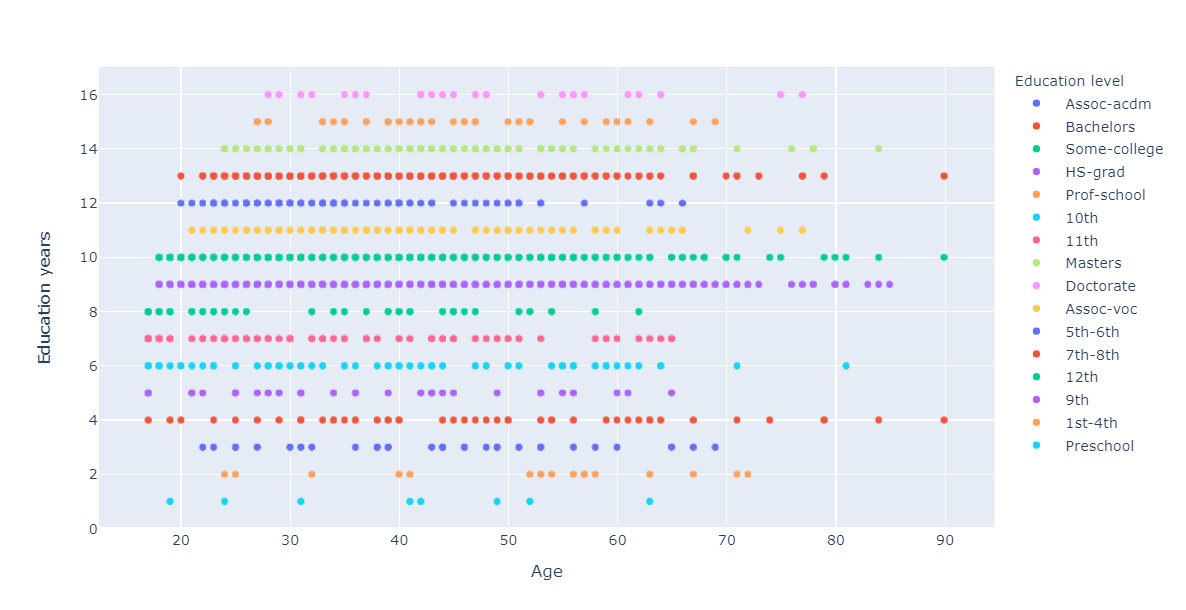 Education level
Assoc-acdm
Bachelors
Some-college
HS-grad
Prof-school
10th
11th
Masters
Doctorate
Assoc-voc
5th-6th
7th-8th
12th
9th
1st-4th
Preschool
16
14
12
10
8
6
4
2
0
Education years
20 30 40 50 60 70 80 90
Age